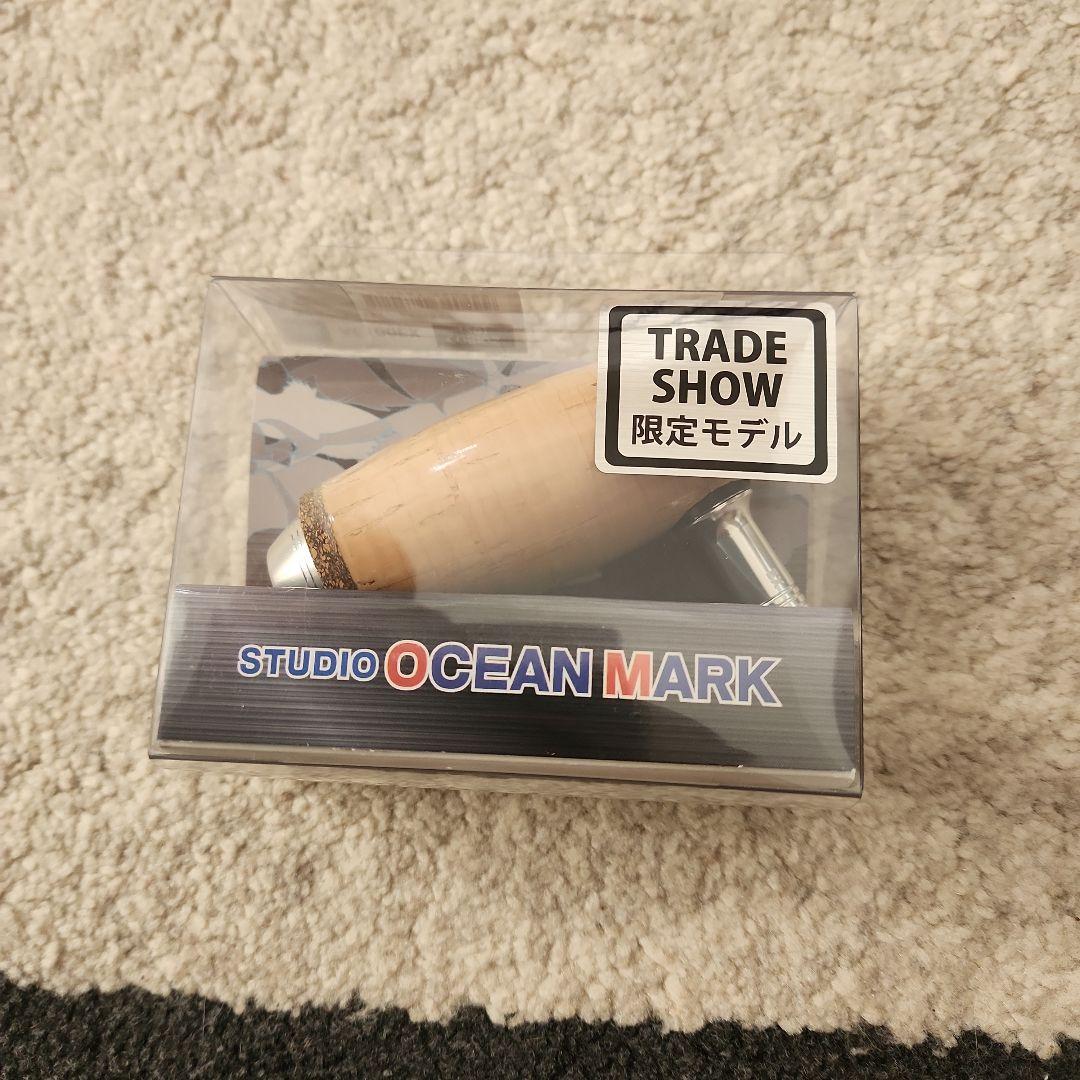 TRADE
SHOW
限定モデル
STUDIO OCEAN MARK